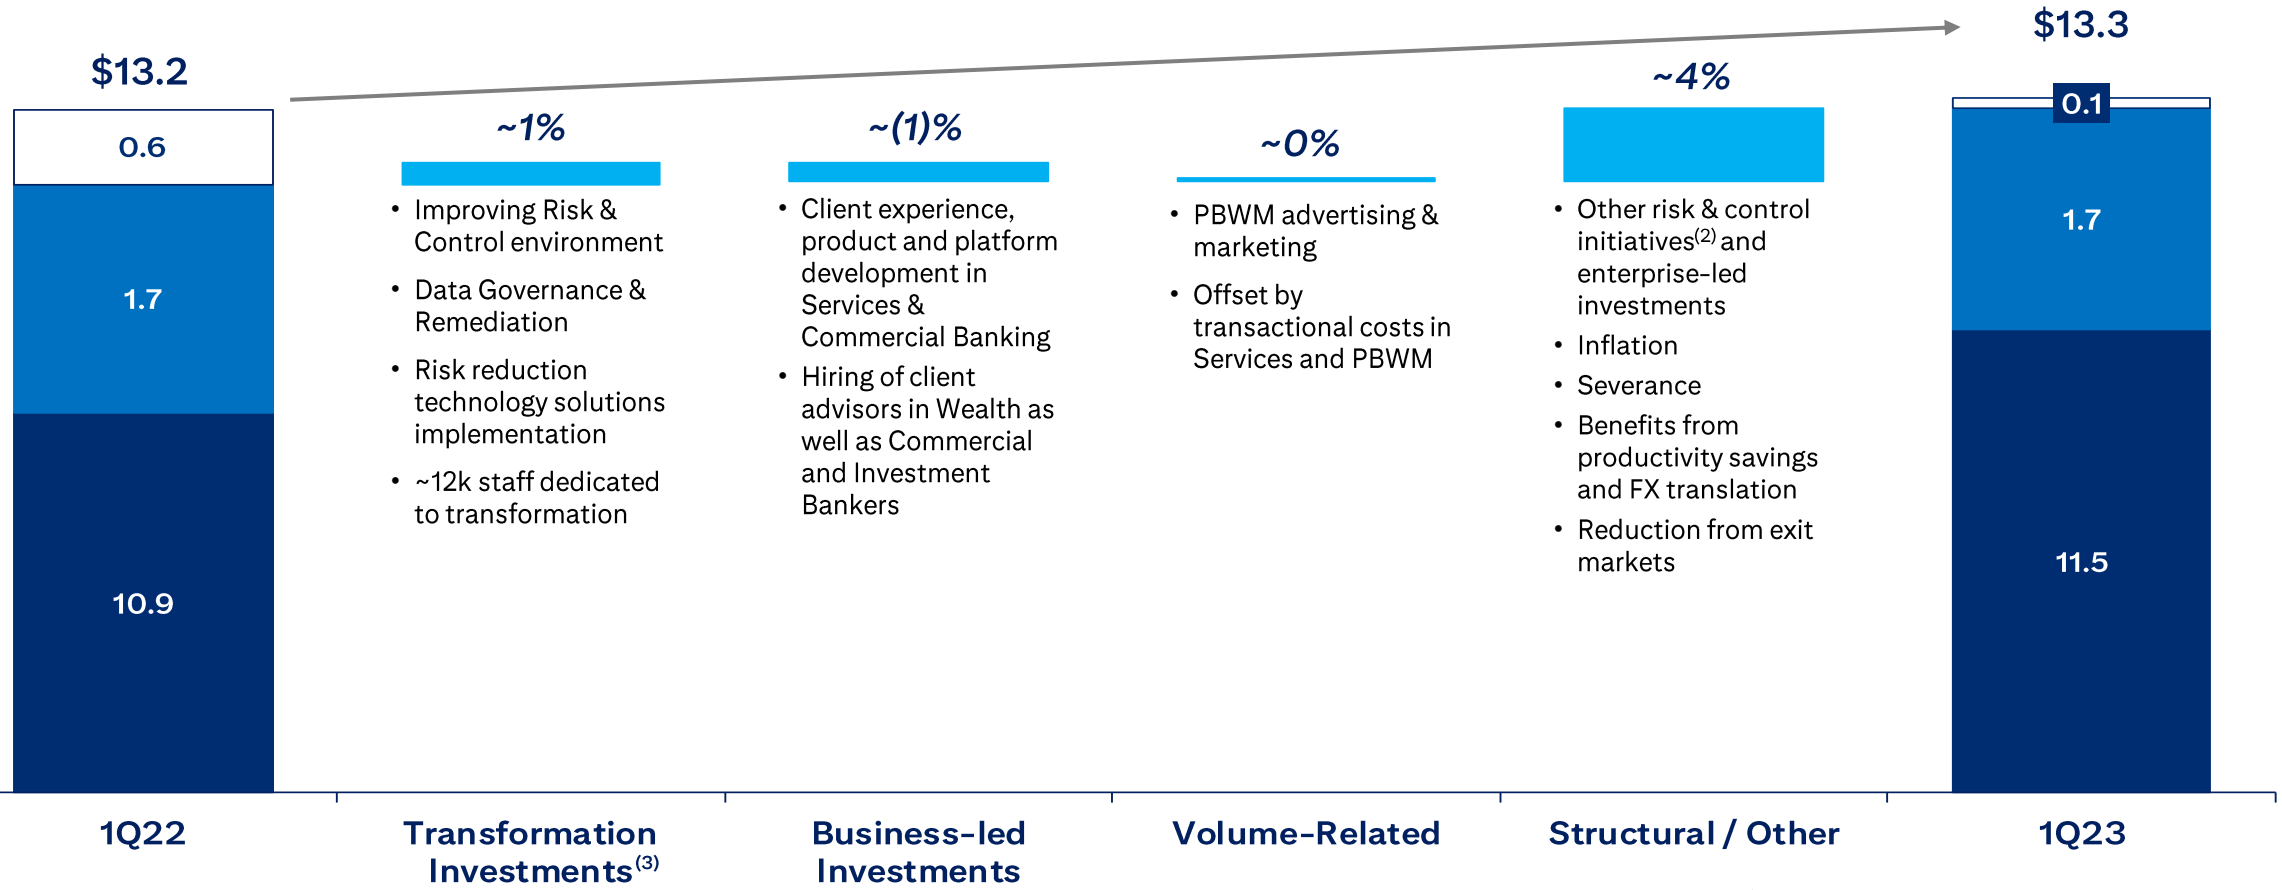 $13.2
0.6
1.7
10.9
1Q22
~1%
• Improving Risk &
Control environment
• Data Governance &
Remediation
• Risk reduction
technology solutions
implementation
• ~12k staff dedicated
to transformation
Transformation
Investments(3)
~(1)%
• Client experience,
product and platform
development in
Services &
Commercial Banking
• Hiring of client
advisors in Wealth as
well as Commercial
and Investment
Bankers
Business-led
Investments
~0%
• PBWM advertising &
marketing
• Offset by
transactional costs in
Services and PBWM
Volume-Related
~4%
• Other risk & control
initiatives(2) and
enterprise-led
investments
• Inflation
• Severance
• Benefits from
productivity savings
and FX translation
• Reduction from exit
markets
Structural / Other
$13.3
0.1
1.7
11.5
1Q23